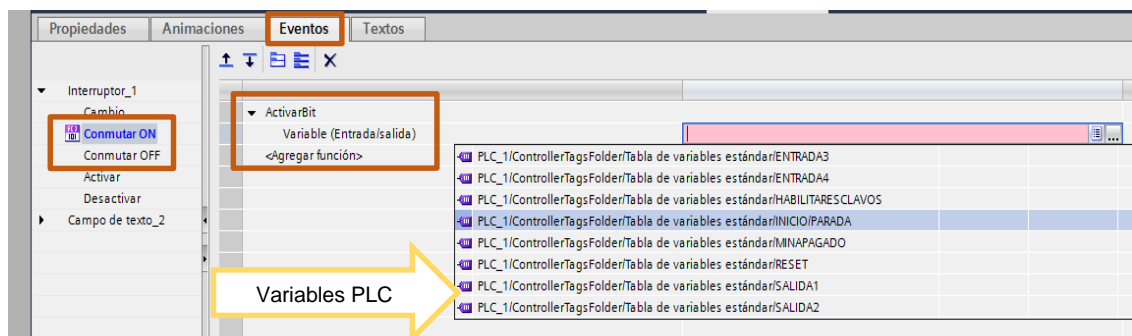 Propiedades Animaciones Eventos Textos
Interruptor_1
Cambio
Conmutar ON
Conmutar OFF
Activar
Desactivar
Campo de texto_2
ActivarBit
Variable (Entrada/salida)
<Agregar función>
PLC_1/ControllerTagsFolder/Tabla de variables estándar/ENTRADA3
PLC_1/ControllerTagsFolder/Tabla de variables estándar/ENTRADA4
PLC_1/ControllerTagsFolder/Tabla de variables estándar/HABILITARESCLAVOS
PLC_1/ControllerTagsFolder/Tabla de variables estándar/INICIO/PARADA
PLC_1/ControllerTagsFolder/Tabla de variables estándar/MINAPAGADO
PLC_1/ControllerTagsFolder/Tabla de variables estándar/RESET
PLC_1/ControllerTagsFolder/Tabla de variables estándar/SALIDA1
PLC_1/ControllerTagsFolder/Tabla de variables estándar/SALIDA2
Variables PLC